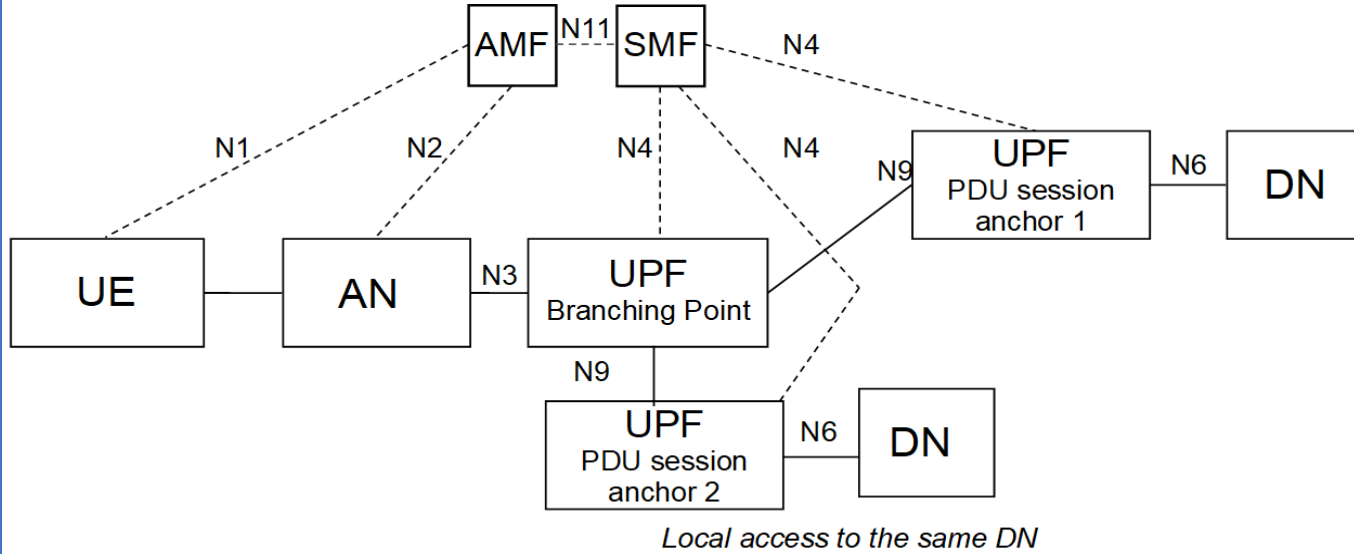 AMF
N11
SMF
N4
N1
N2
N4
N4
UPF
PDU session
anchor 1
N9
N6
DN
UE
AN
N3
UPF
Branching Point
N9
UPF
PDU session
anchor 2
N6
DN
Local access to the same DN